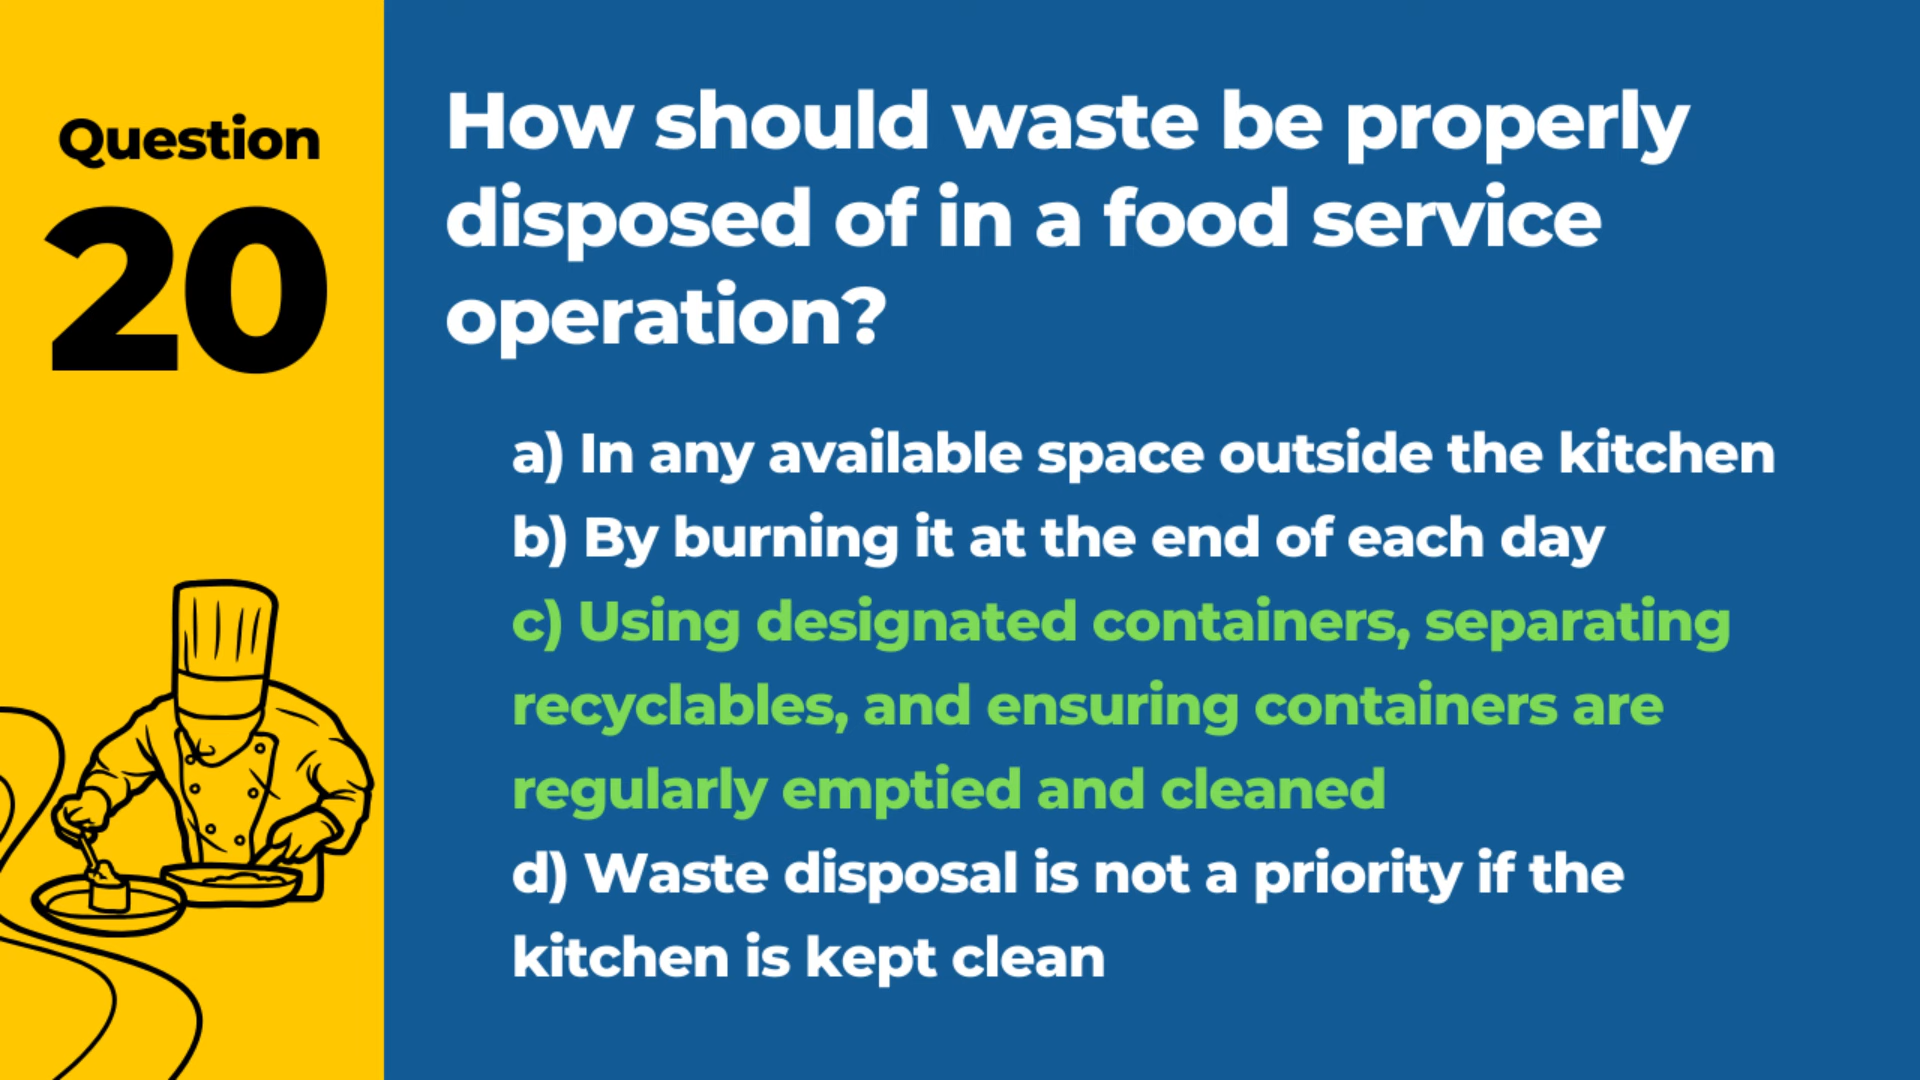 Question
20
How should waste be properly
disposed of in a food service
operation?
a) In any available space outside the kitchen
b) By burning it at the end of each day
c) Using designated containers, separating
recyclables, and ensuring containers are
regularly emptied and cleaned
d) Waste disposal is not a priority if the
kitchen is kept clean